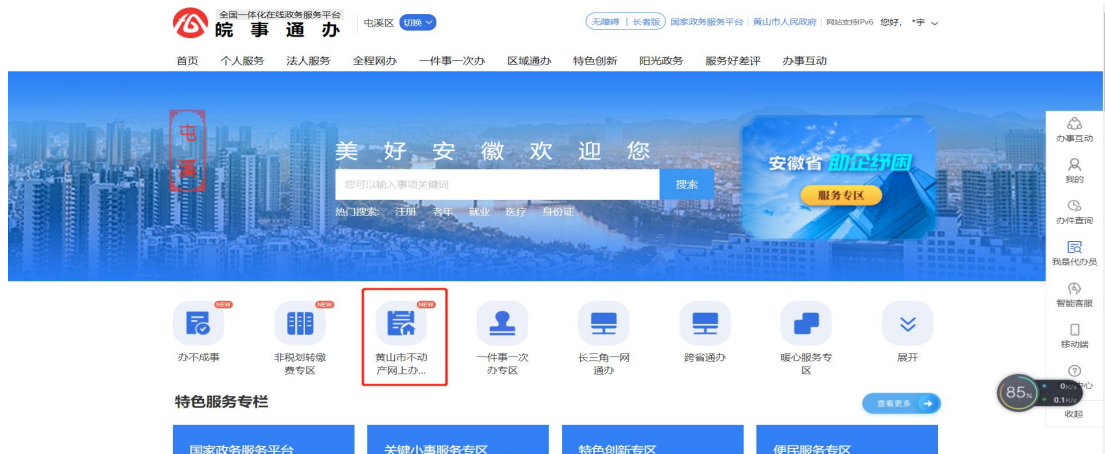 全国一体化在线政务服务平台
皖事通办
屯溪区 切换
无障碍 | 长者版 国家政务服务平台 黄山市人民政府 网站支持IPv6 您好，*宇
首页 个人服务 法人服务 全程网办 一件事一次办 区域通办 特色创新 阳光政务 服务好差评 办事互动
屯溪
美好安徽欢迎您
您可以输入事项关键词 搜索
热门搜索: 注册 老年 就业 医疗 身份证
安徽省 助企纾困
服务专区
办事互动
我的
办件查询
我是代办员
智能客服
移动端
收起
NEW NEW NEW
办不成事
非税划转缴
费专区
黄山市不动
产网上办...
一件事一次
办专区
长三角一网
通办
跨省通办
暖心服务专
区
展开
特色服务专栏
查看更多
85%
0K/s
0.1K/s
国家政务服务平台 关键小事服务专区 特色创新专区 便民服务专区